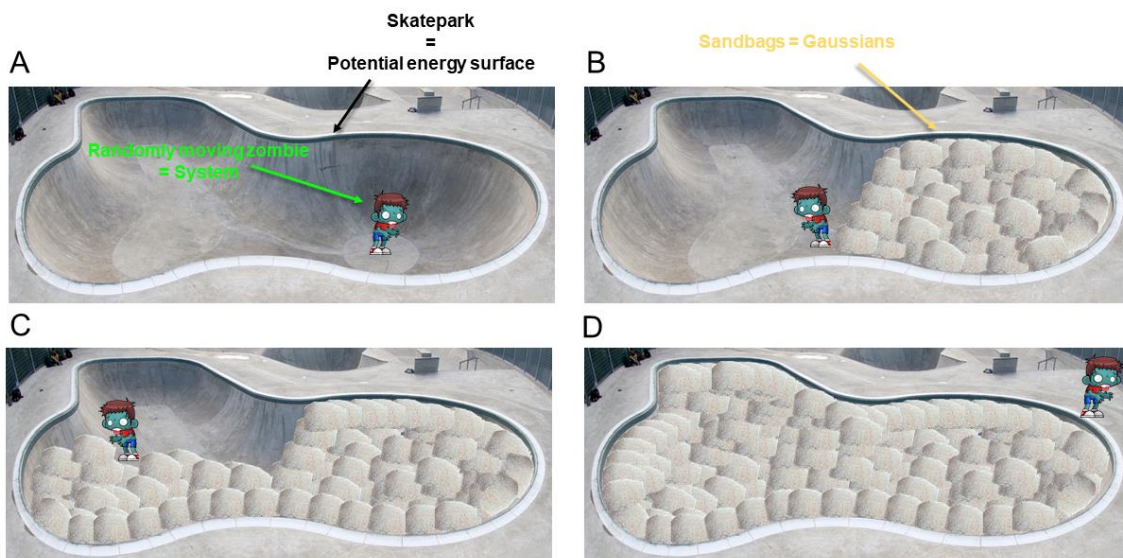 Skatepark
=
Potential energy surface
Sandbags = Gaussians
A
B
Randomly moving zombie
= System
C
D